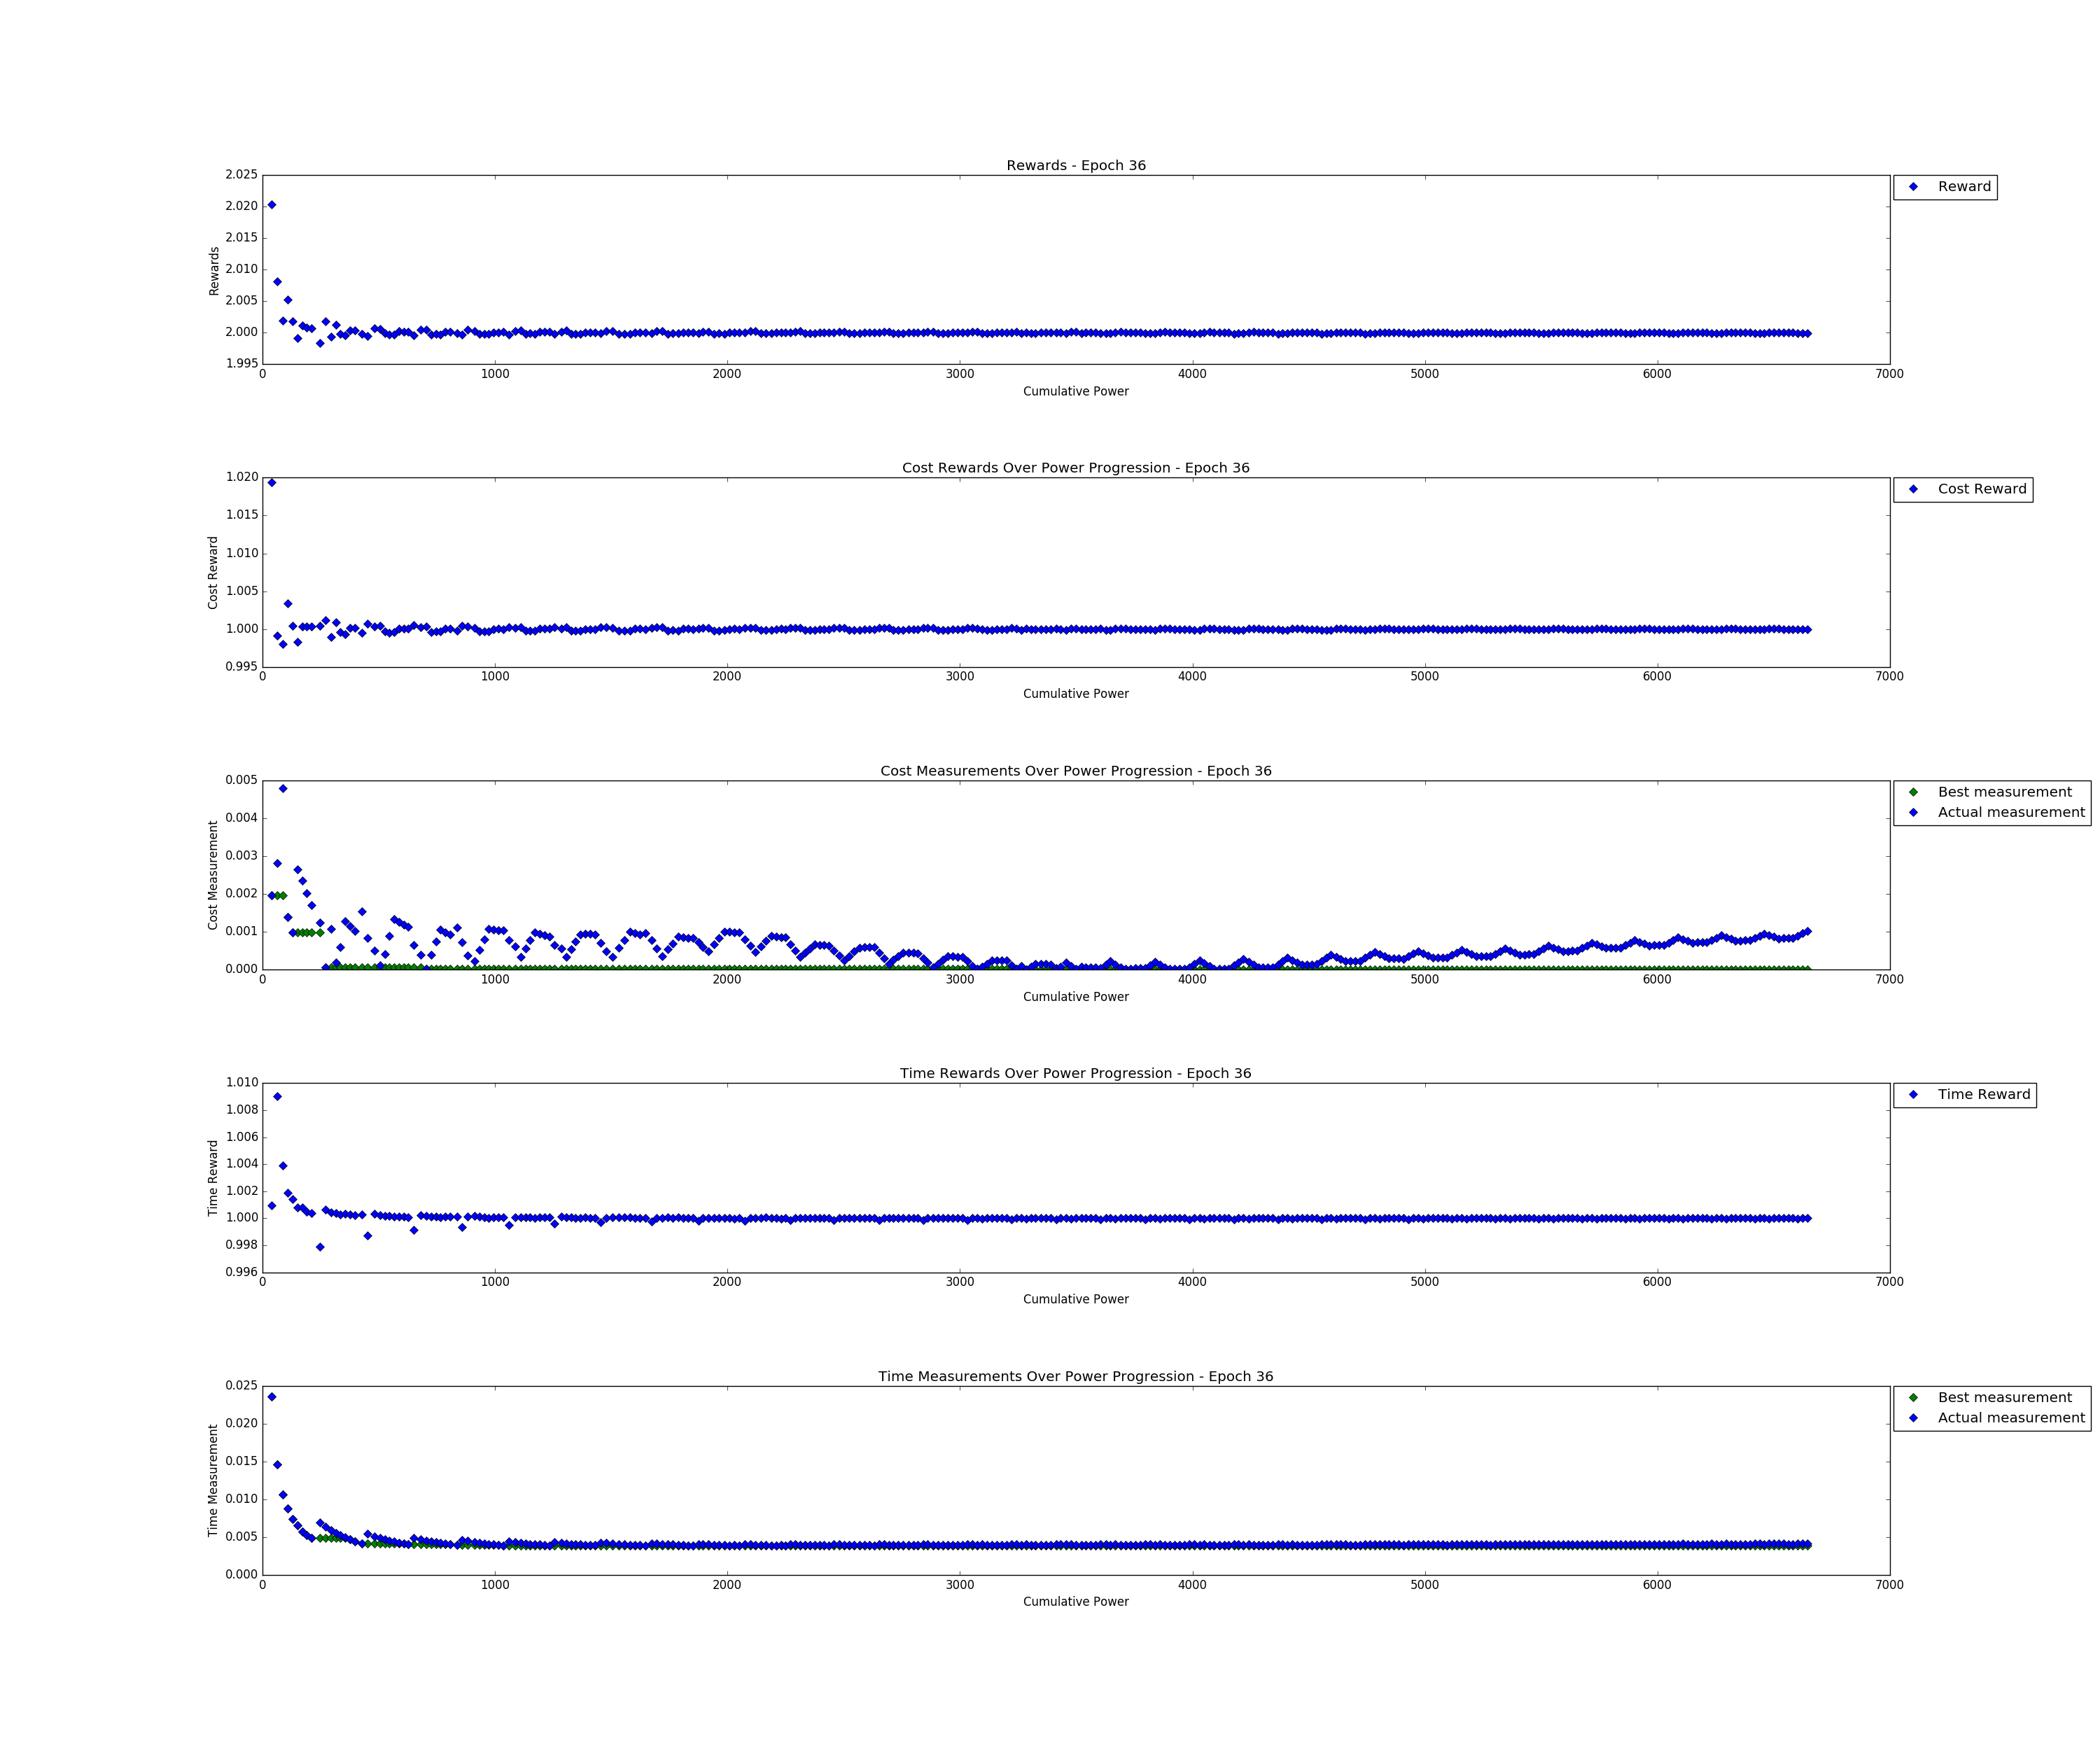 Rewards - Epoch 36
2.025
2.020
2.015
2.010
2.005
2.000
1.995
Rewards
0 1000 2000 3000 4000 5000 6000 7000
Cumulative Power
Reward
Cost Rewards Over Power Progression - Epoch 36
1.020
1.015
1.010
1.005
1.000
0.995
Cost Reward
0 1000 2000 3000 4000 5000 6000 7000
Cumulative Power
Cost Reward
Cost Measurements Over Power Progression - Epoch 36
0.005
0.004
0.003
0.002
0.001
0.000
Cost Measurement
0 1000 2000 3000 4000 5000 6000 7000
Cumulative Power
Best measurement
Actual measurement
Time Rewards Over Power Progression - Epoch 36
1.010
1.008
1.006
1.004
1.002
1.000
0.998
0.996
Time Reward
0 1000 2000 3000 4000 5000 6000 7000
Cumulative Power
Time Reward
Time Measurements Over Power Progression - Epoch 36
0.025
0.020
0.015
0.010
0.005
0.000
Time Measurement
0 1000 2000 3000 4000 5000 6000 7000
Cumulative Power
Best measurement
Actual measurement